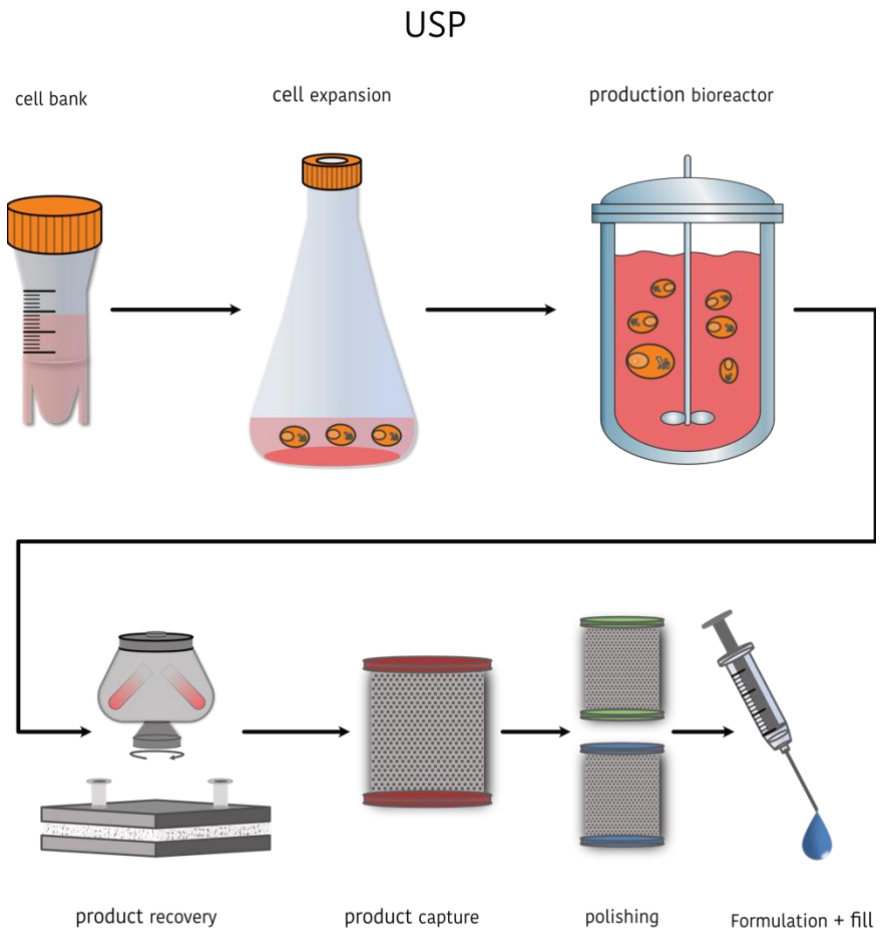 USP
cell bank
cell expansion
production bioreactor
product recovery
product capture
polishing
Formulation + fill